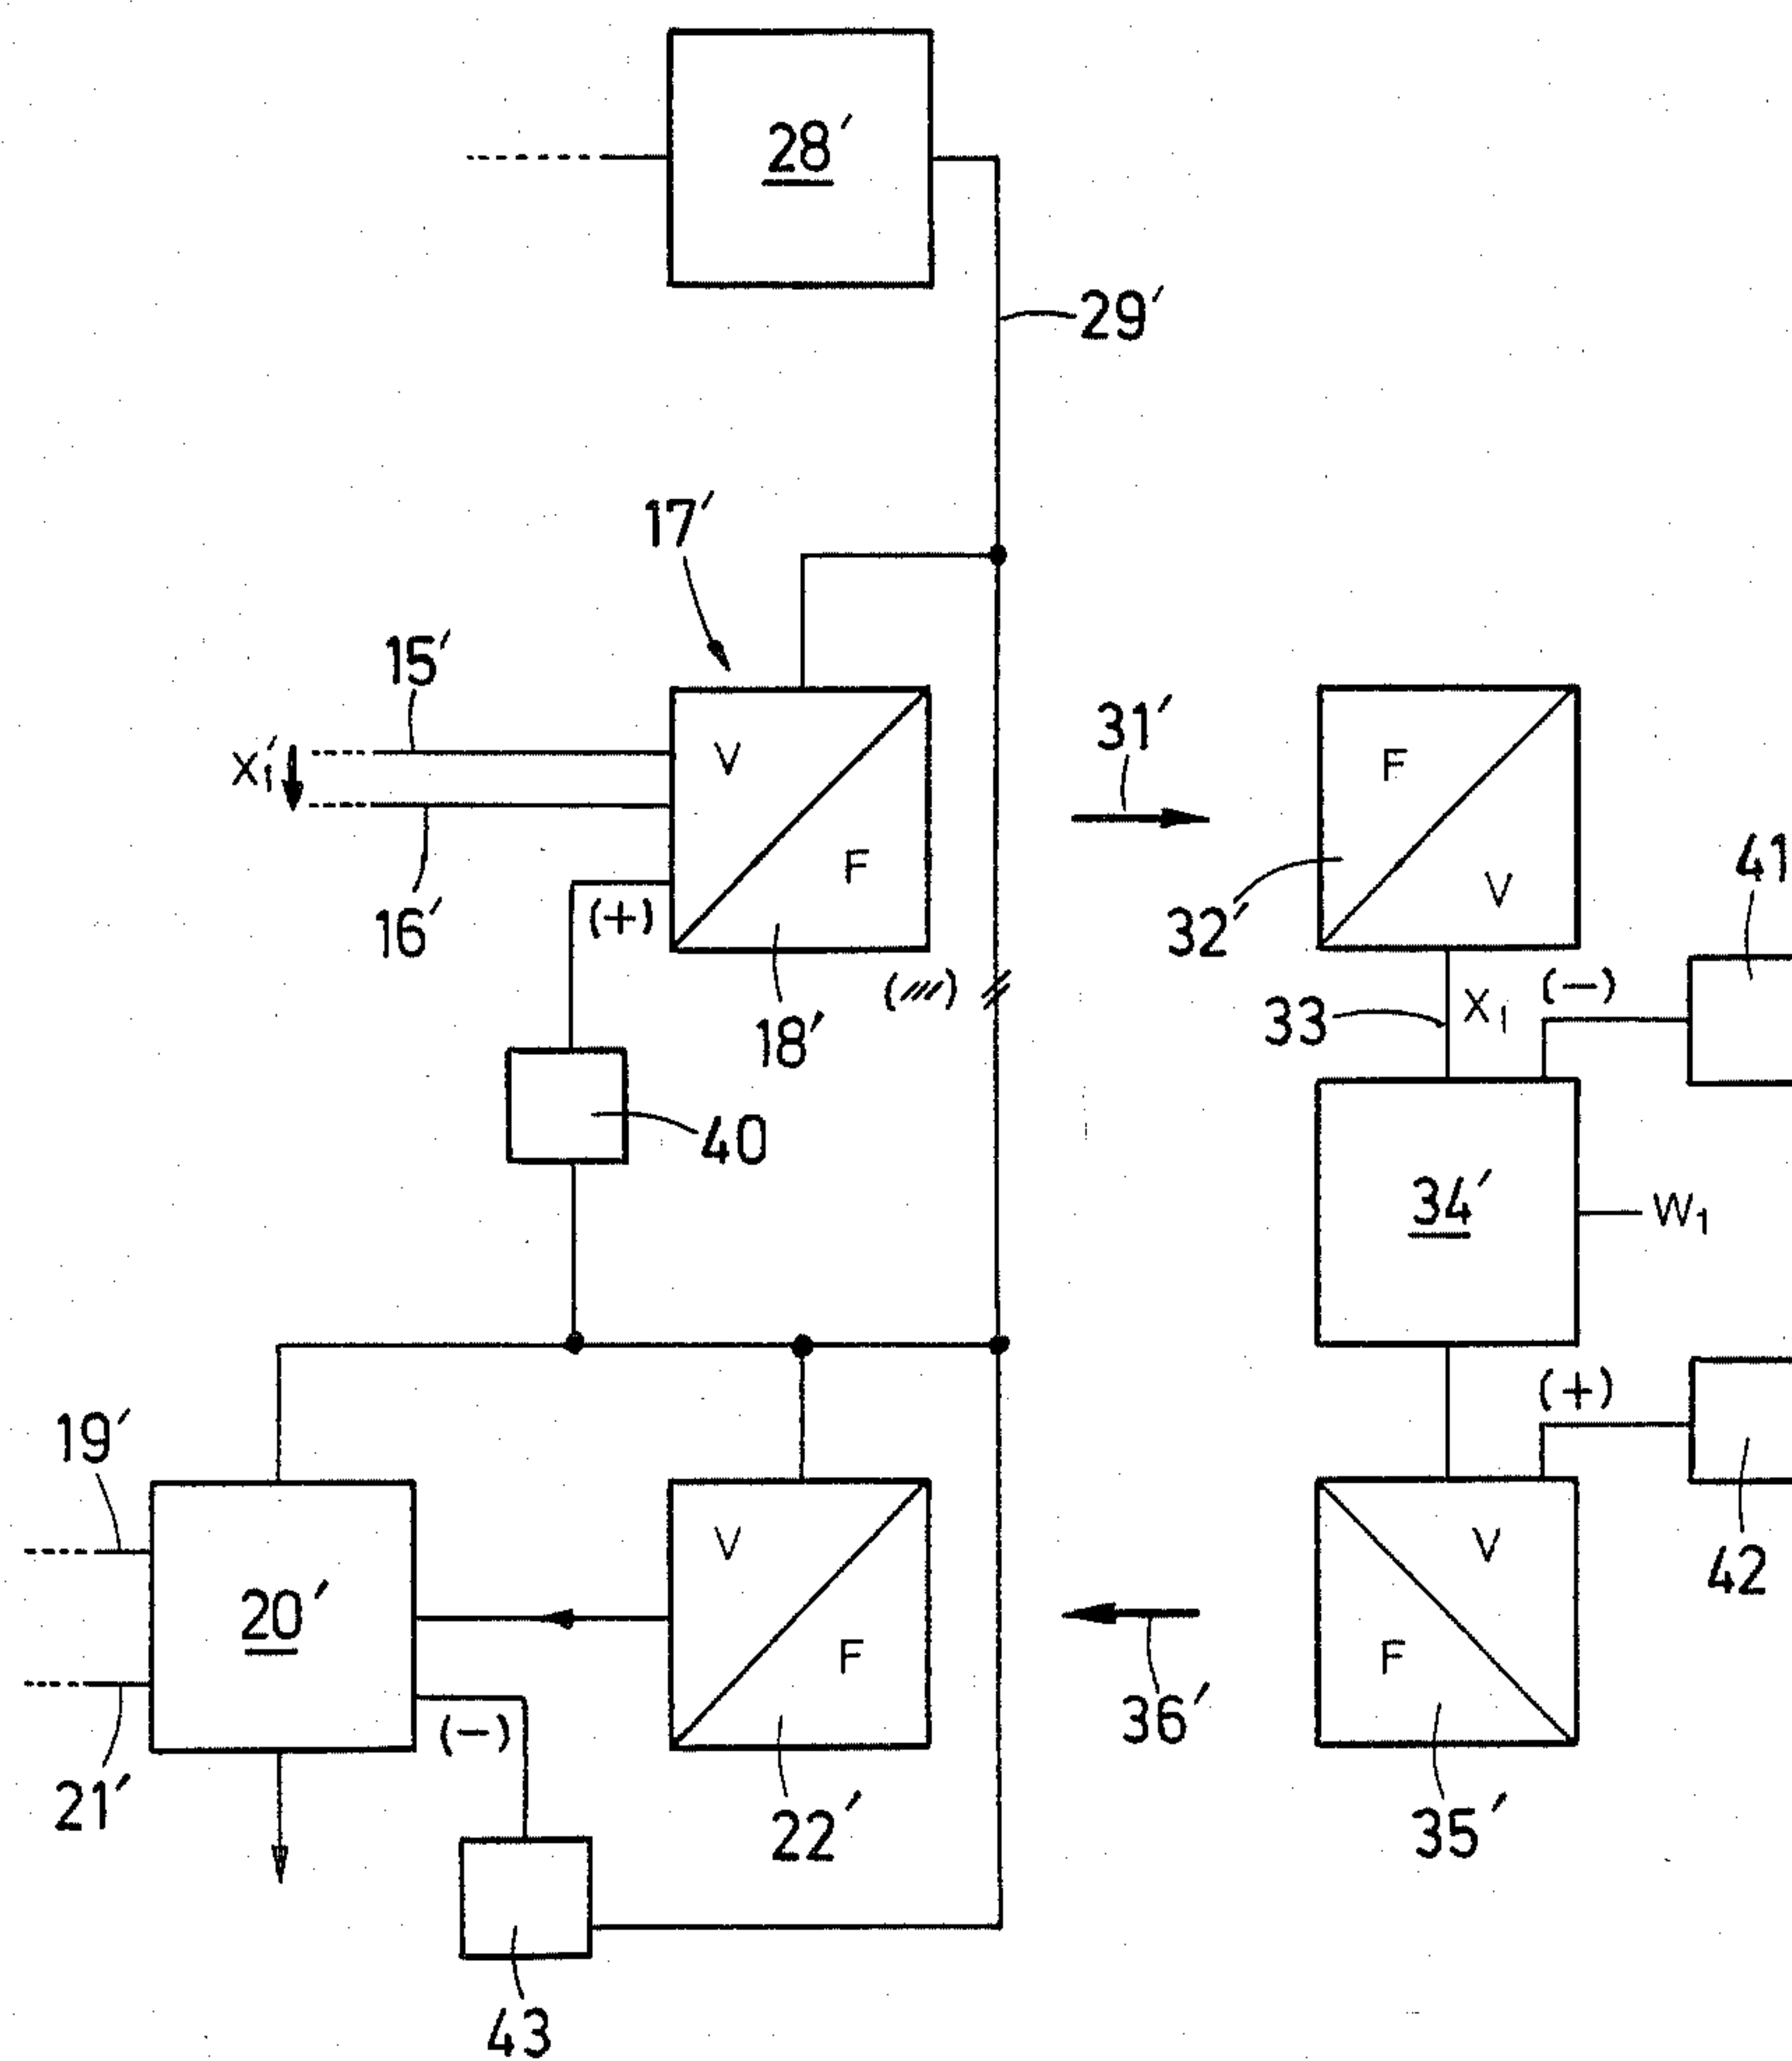 28′
29′
17′
15′
X₁′
16′
V
F
(+)
18′
(///)
31′
F
V
32′
41
33
X₁
(−)
40
34′
W₁
(+)
42
19′
20′
21′
(−)
V
F
22′
36′
V
F
35′
43